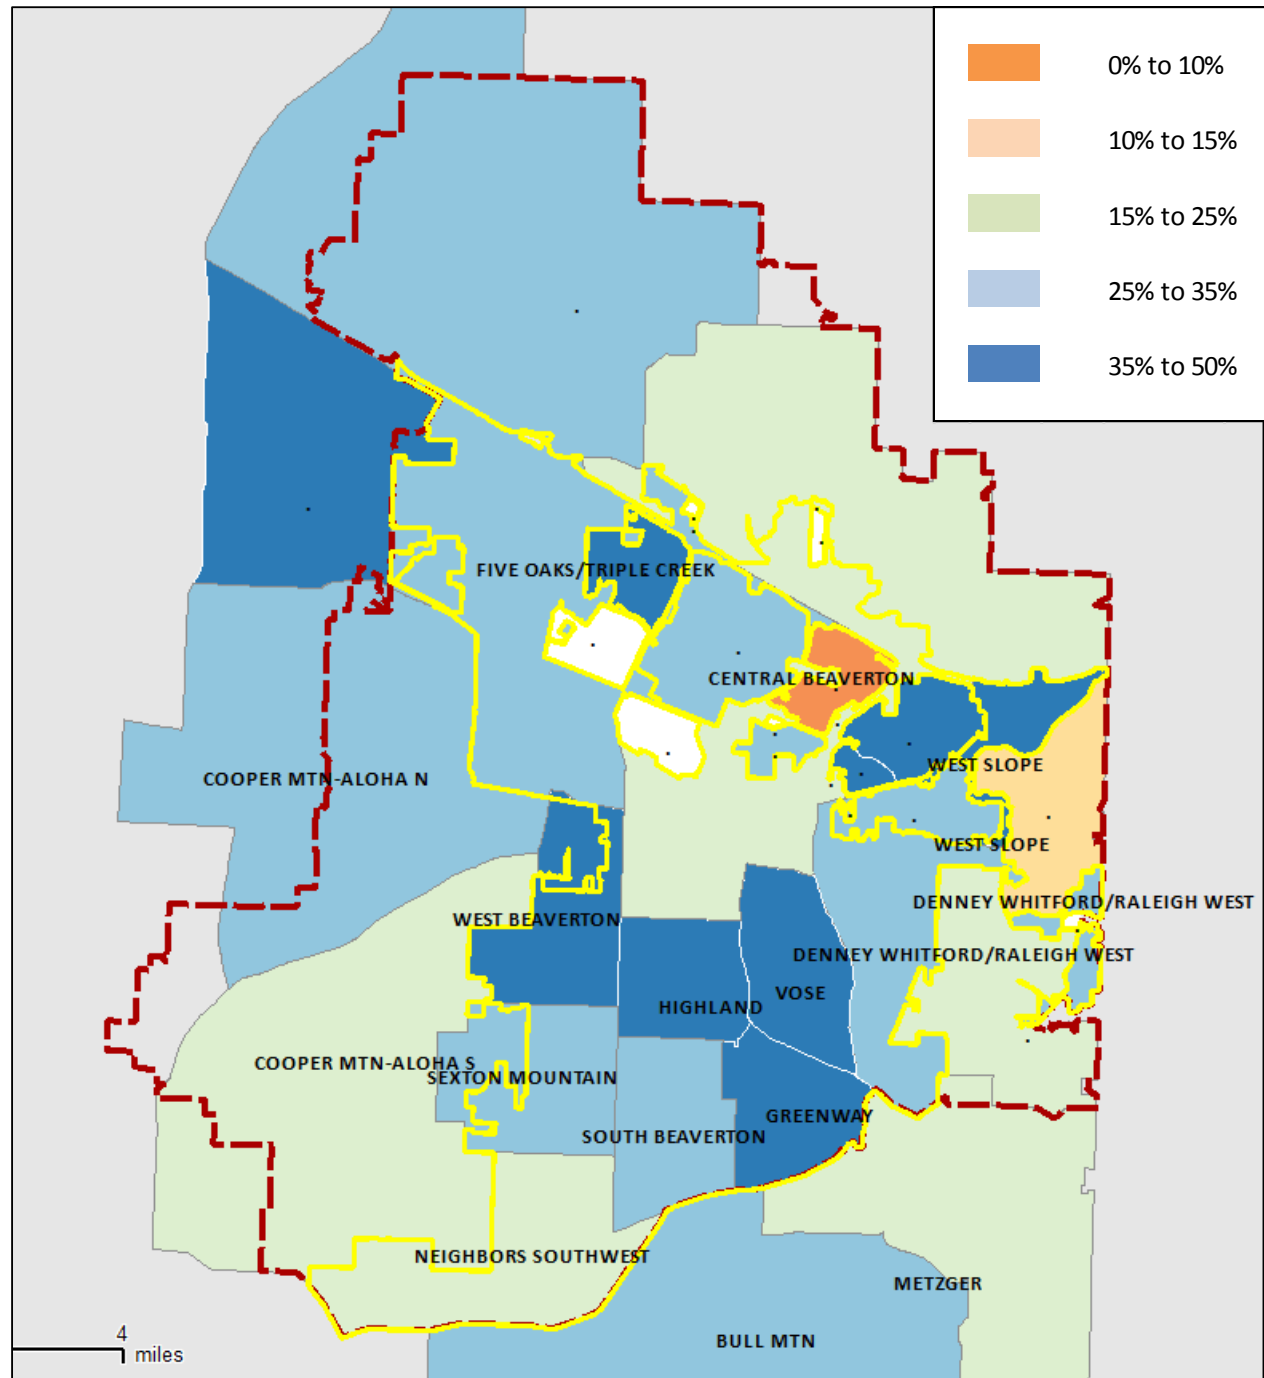 0% to 10%
10% to 15%
15% to 25%
25% to 35%
35% to 50%
FIVE OAKS/TRIPLE CREEK
CENTRAL BEAVERTON
WEST SLOPE
COOPER MTN-ALOHA N
WEST SLOPE
DENNEY WHITFORD/RALEIGH WEST
WEST BEAVERTON
DENNEY WHITFORD/RALEIGH WEST
VOSE
HIGHLAND
COOPER MTN-ALOHA S
SEXTON MOUNTAIN
GREENWAY
SOUTH BEAVERTON
NEIGHBORS SOUTHWEST
METZGER
BULL MTN
4
miles